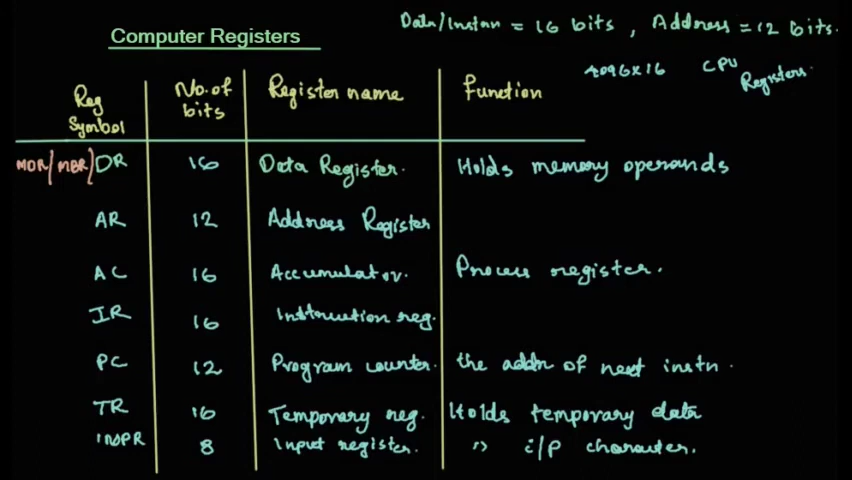 Computer Registers
Data/Instrn = 16 bits , Address = 12 bits.
4096x16 CPU Registers
Reg Symbol No. of bits Register name Function
MDR/MBR/DR 16 Data Register. Holds memory operands
AR 12 Address Register
AC 16 Accumulator. Process register.
IR 16 Instruction reg.
PC 12 Program counter. the addr of next instn.
TR 16 Temporary reg. Holds temporary data
INPR 8 Input register. " i/p character.